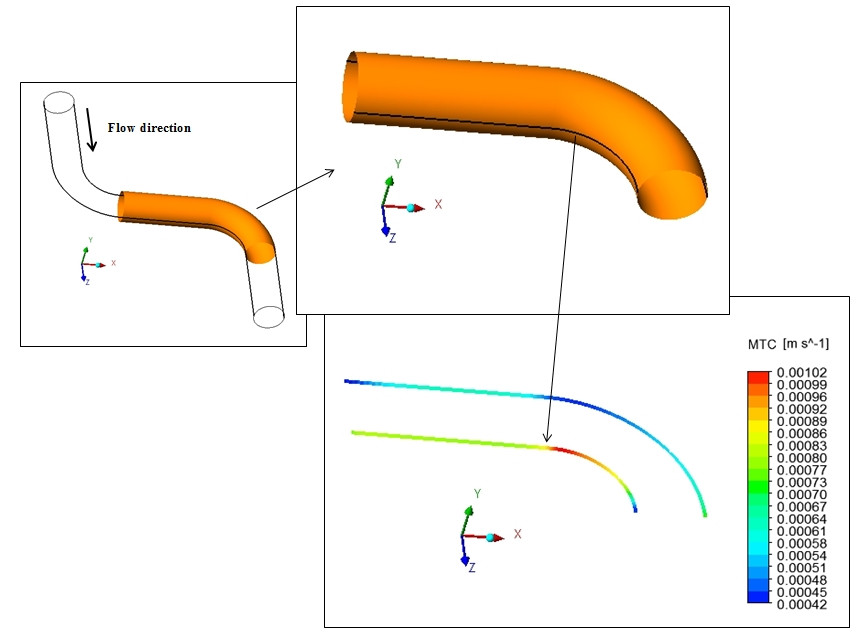 Flow direction
Y
X
Z
Y
X
Z
MTC [m s^-1]
0.00102
0.00099
0.00096
0.00092
0.00089
0.00086
0.00083
0.00080
0.00077
0.00073
0.00070
0.00067
0.00064
0.00061
0.00058
0.00054
0.00051
0.00048
0.00045
0.00042
Y
X
Z